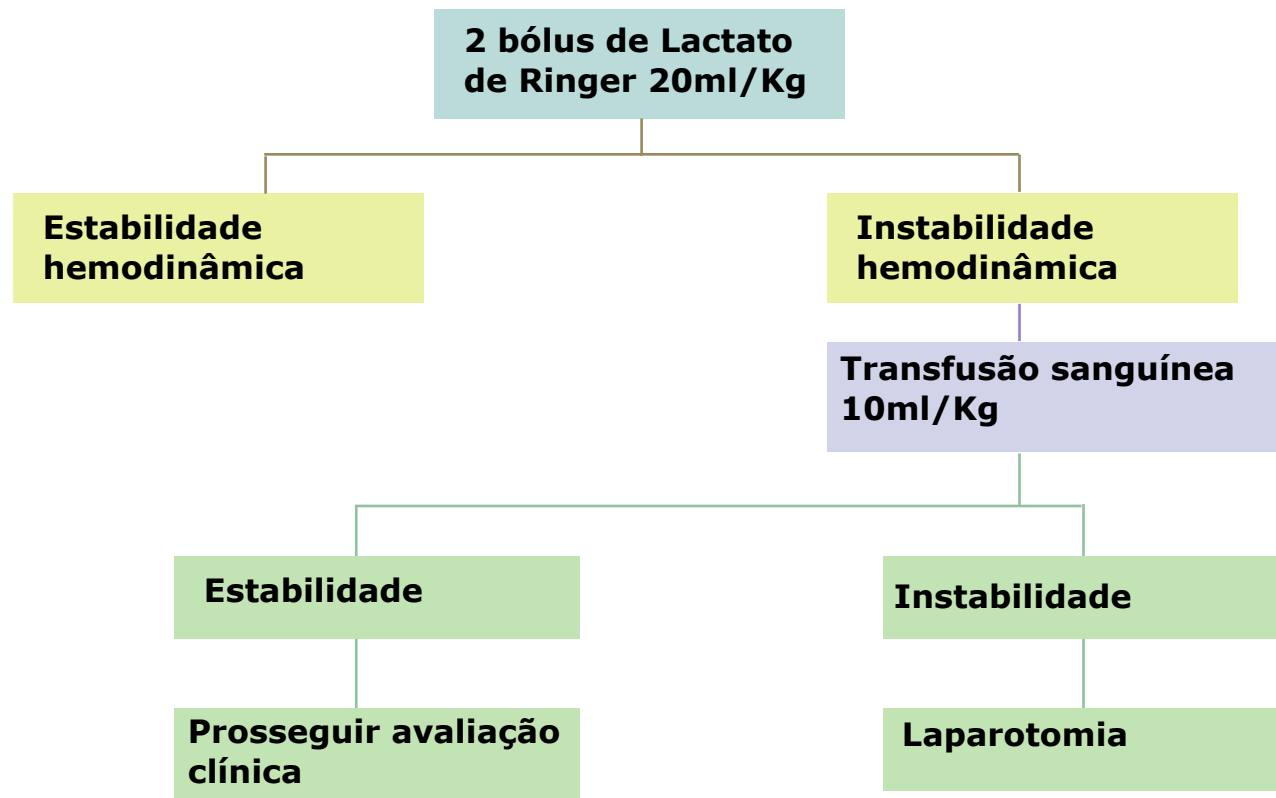 2 bólus de Lactato
de Ringer 20ml/Kg
Estabilidade
hemodinâmica
Instabilidade
hemodinâmica
Transfusão sanguínea
10ml/Kg
Estabilidade
Instabilidade
Prosseguir avaliação
clínica
Laparotomia